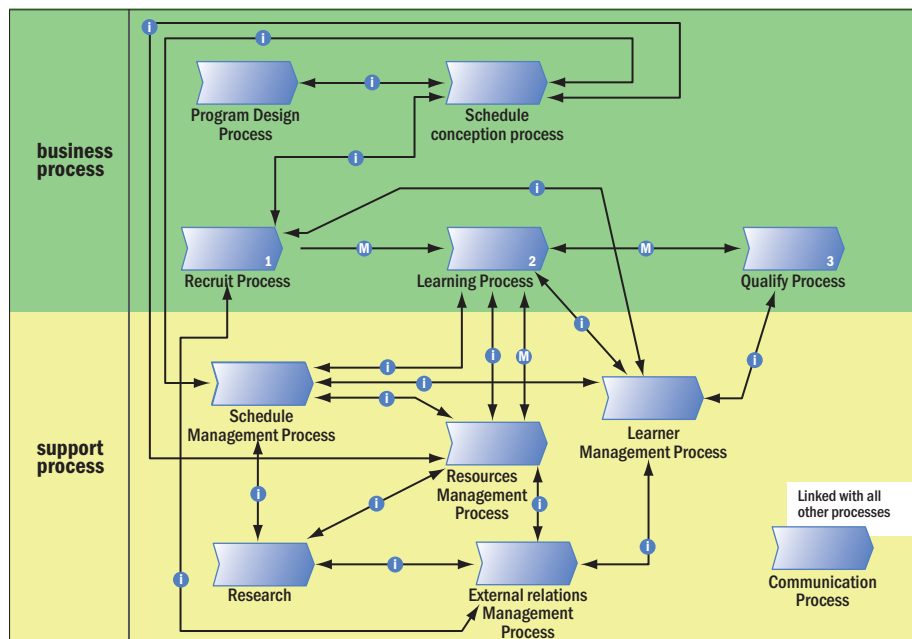 i
i
i
Program Design
Process
Schedule
conception process
i
business
process
i
1
M
2
M
3
Recruit Process
Learning Process
Qualify Process
i
i
i
M
i
i
i
i
Schedule
Management Process
Learner
Management Process
support
process
Resources
Management
Process
Linked with all
other processes
i
i
i
i
i
i
Research
External relations
Management
Process
Communication
Process